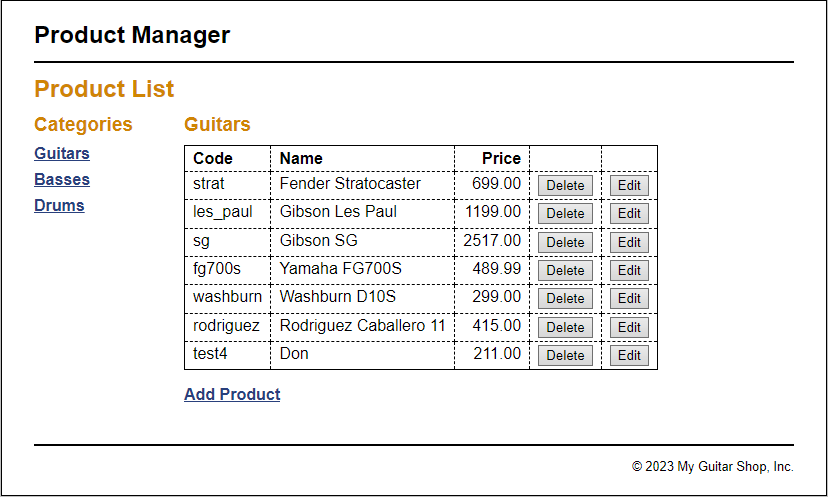 Product Manager
Product List
Categories
Guitars
Basses
Drums
Guitars
Code Name Price
strat Fender Stratocaster 699.00 Delete Edit
les_paul Gibson Les Paul 1199.00 Delete Edit
sg Gibson SG 2517.00 Delete Edit
fg700s Yamaha FG700S 489.99 Delete Edit
washburn Washburn D10S 299.00 Delete Edit
rodriguez Rodriguez Caballero 11 415.00 Delete Edit
test4 Don 211.00 Delete Edit
Add Product
© 2023 My Guitar Shop, Inc.